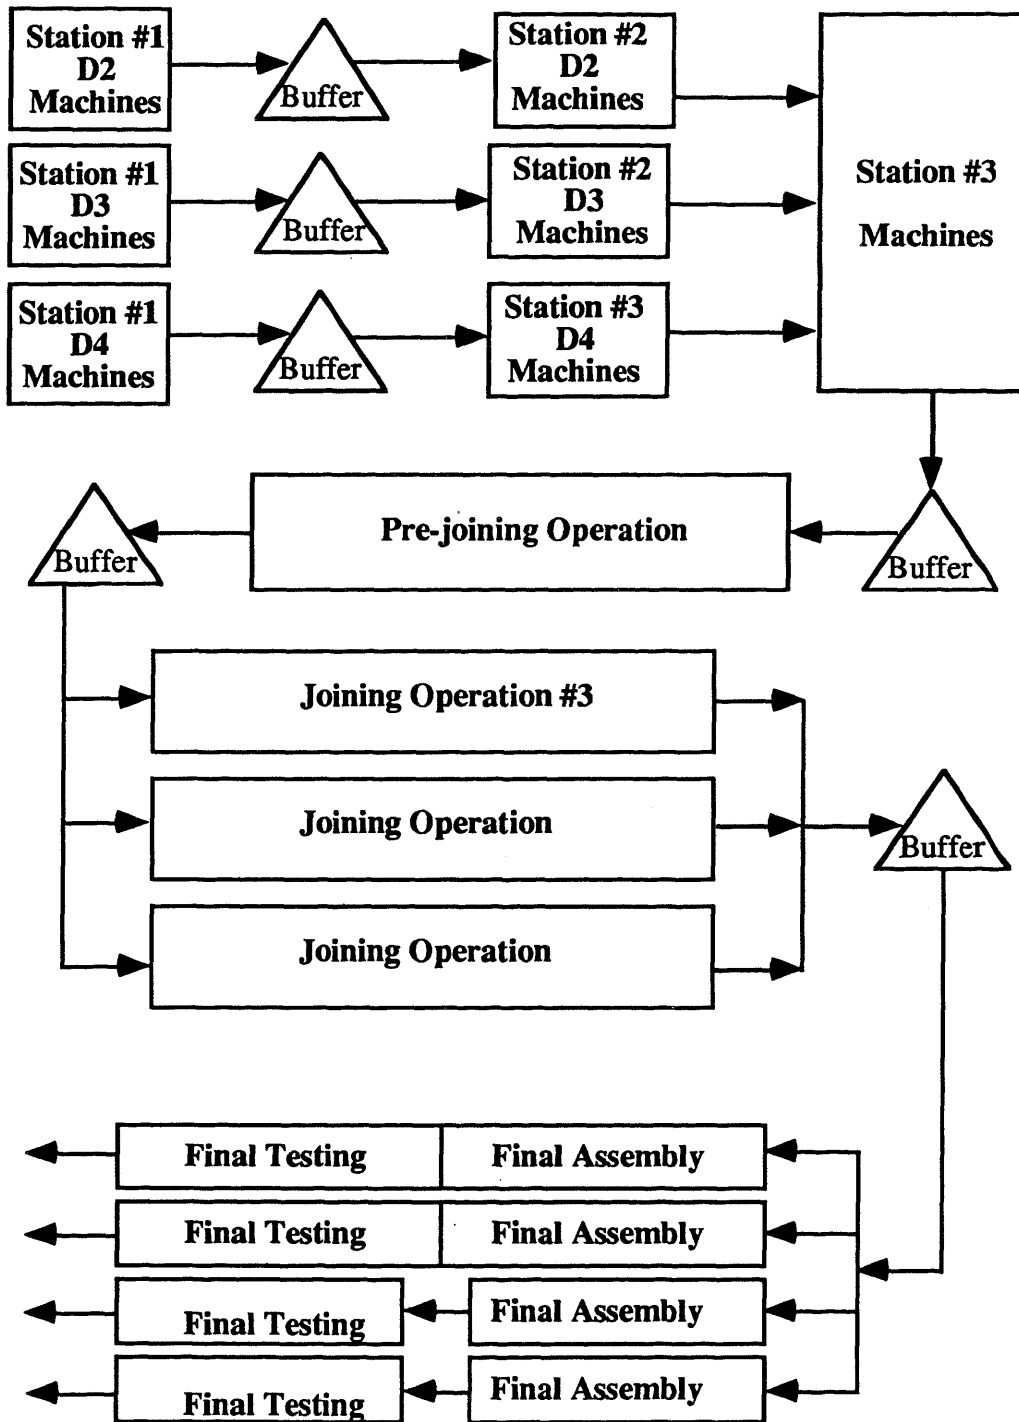 Station #1
D2
Machines
Buffer
Station #2
D2
Machines
Station #3
Machines
Station #1
D3
Machines
Buffer
Station #2
D3
Machines
Station #1
D4
Machines
Buffer
Station #3
D4
Machines
Buffer
Pre-joining Operation
Buffer
Joining Operation #3
Joining Operation
Buffer
Joining Operation
Final Testing
Final Assembly
Final Testing
Final Assembly
Final Testing
Final Assembly
Final Testing
Final Assembly